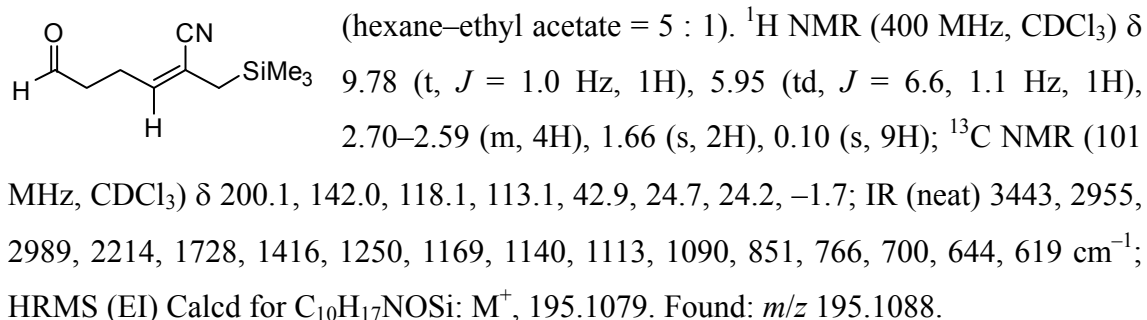 O
H
CN
SiMe3
H
(hexane–ethyl acetate = 5 : 1). ¹H NMR (400 MHz, CDCl₃) δ
9.78 (t, J = 1.0 Hz, 1H), 5.95 (td, J = 6.6, 1.1 Hz, 1H),
2.70–2.59 (m, 4H), 1.66 (s, 2H), 0.10 (s, 9H); ¹³C NMR (101
MHz, CDCl₃) δ 200.1, 142.0, 118.1, 113.1, 42.9, 24.7, 24.2, –1.7; IR (neat) 3443, 2955,
2989, 2214, 1728, 1416, 1250, 1169, 1140, 1113, 1090, 851, 766, 700, 644, 619 cm⁻¹;
HRMS (EI) Calcd for C₁₀H₁₇NOSi: M⁺, 195.1079. Found: m/z 195.1088.